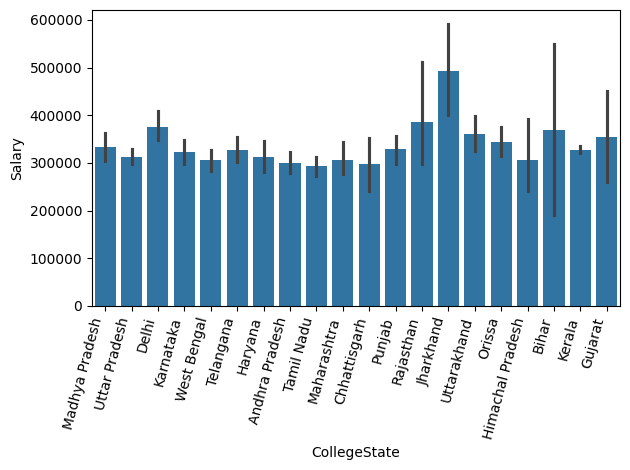 600000
500000
400000
300000
200000
100000
0
Salary
Madhya Pradesh
Uttar Pradesh
Delhi
Karnataka
West Bengal
Telangana
Haryana
Andhra Pradesh
Tamil Nadu
Maharashtra
Chhattisgarh
Punjab
Rajasthan
Jharkhand
Uttarakhand
Orissa
Himachal Pradesh
Bihar
Kerala
Gujarat
CollegeState